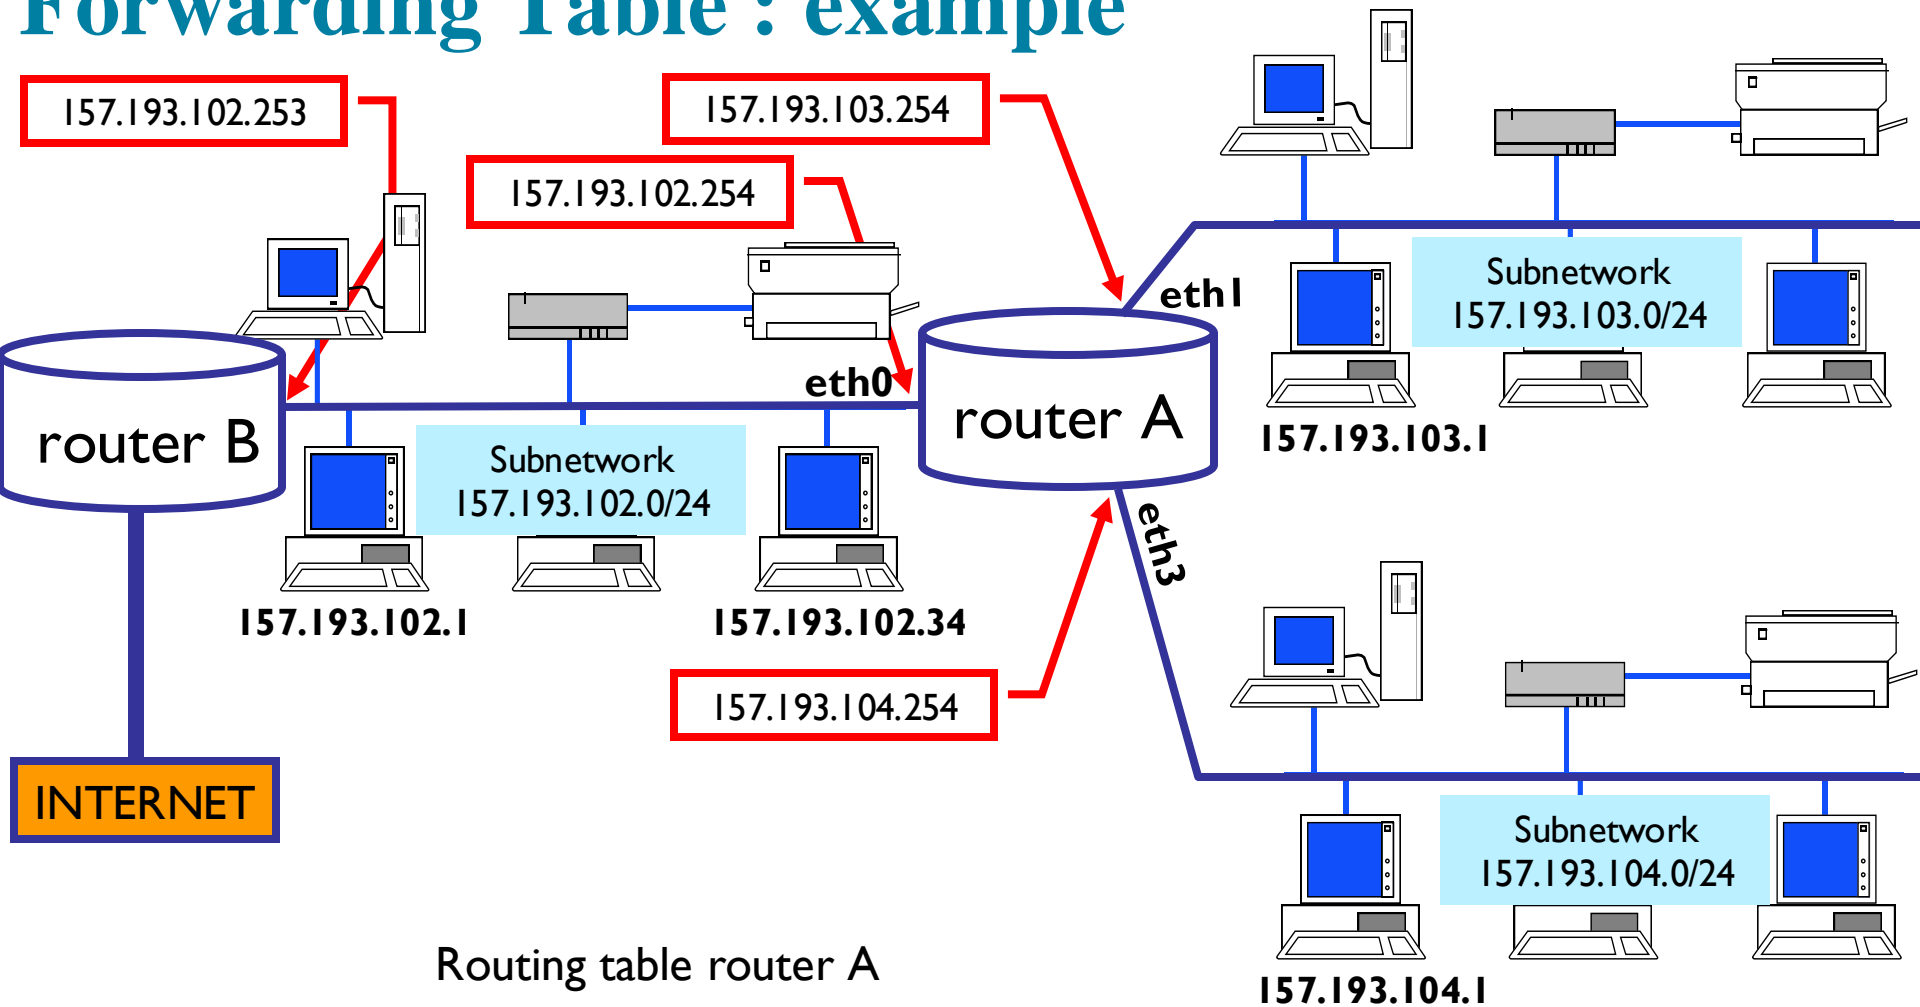 Forwarding Table : example
157.193.102.253
157.193.103.254
157.193.102.254
eth1
Subnetwork
157.193.103.0/24
eth0
router B
router A
157.193.103.1
Subnetwork
157.193.102.0/24
eth3
157.193.102.1
157.193.102.34
157.193.104.254
INTERNET
Subnetwork
157.193.104.0/24
Routing table router A
157.193.104.1